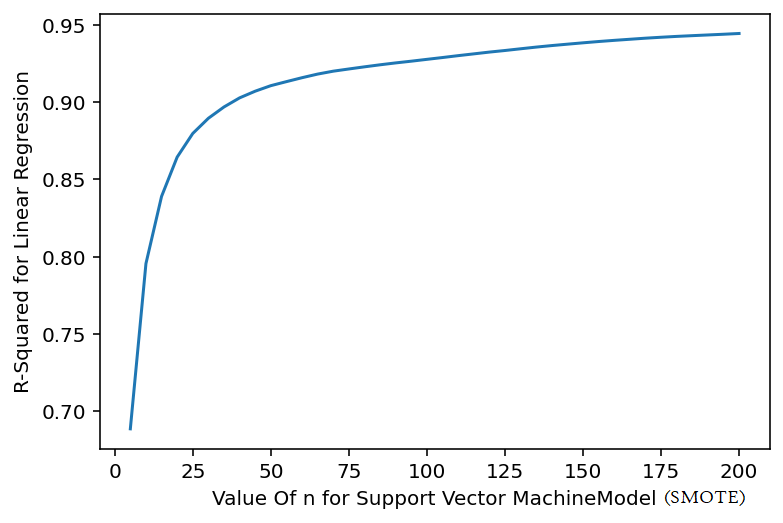 0.95
0.90
0.85
0.80
0.75
0.70
R-Squared for Linear Regression
0 25 50 75 100 125 150 175 200
Value Of n for Support Vector MachineModel (SMOTE)